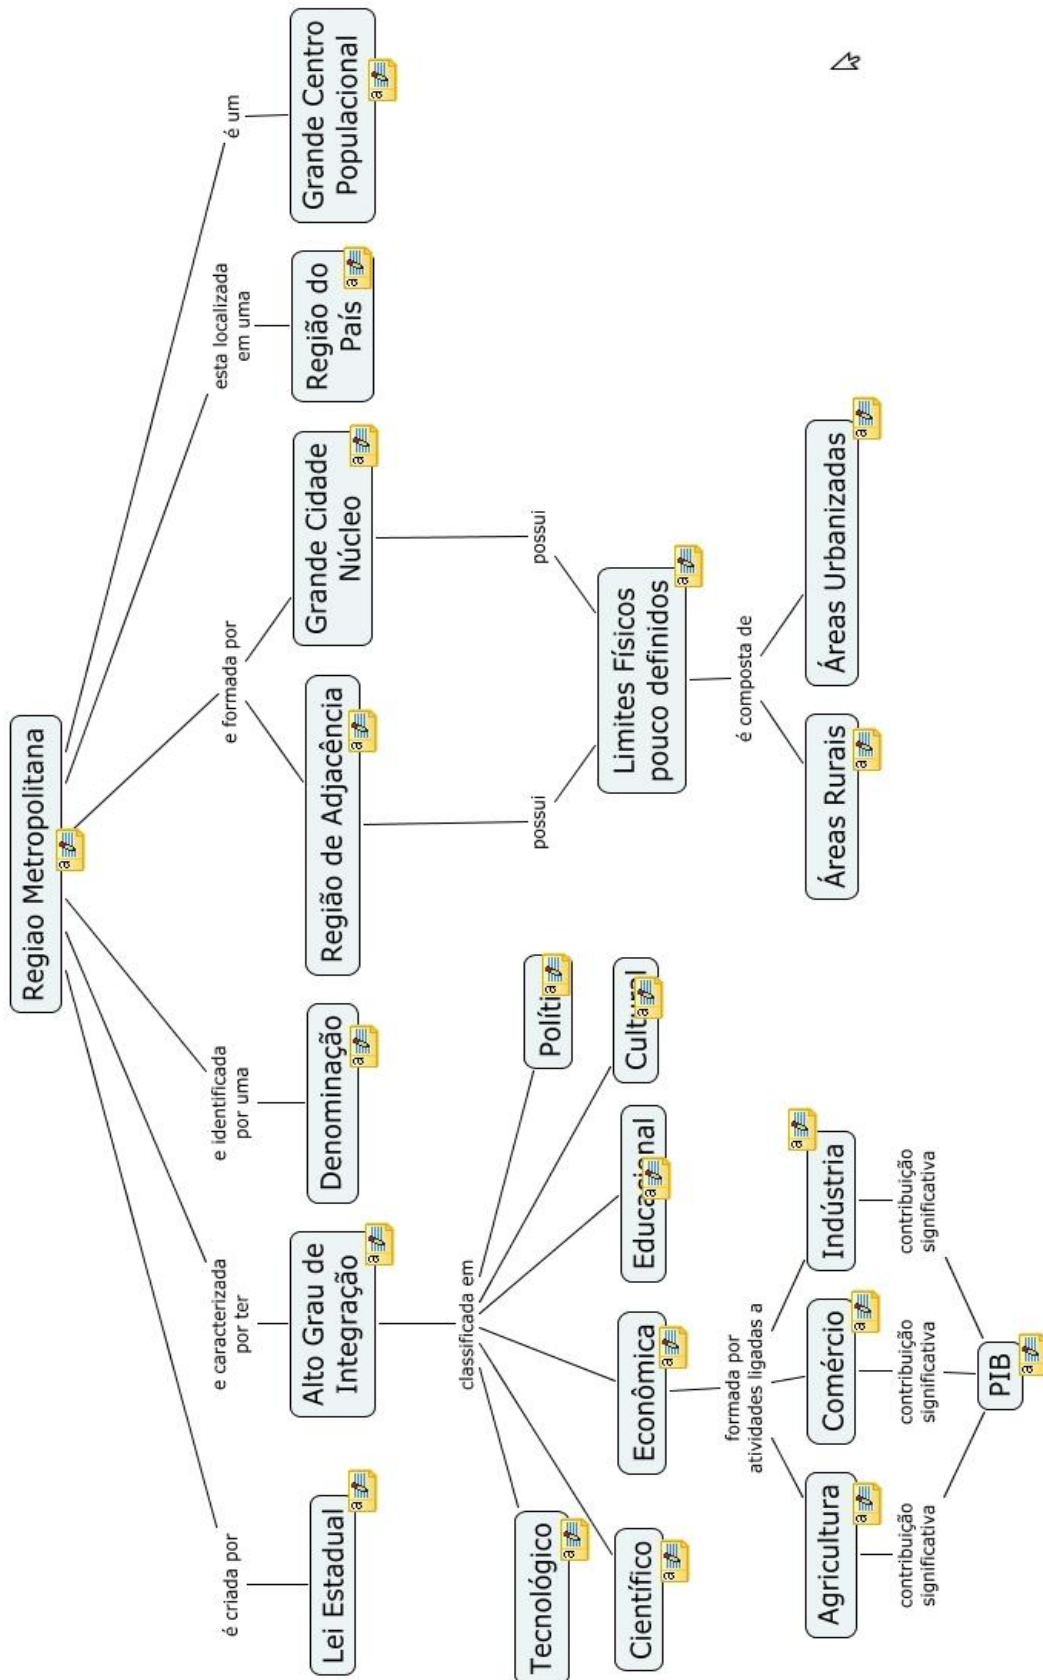 Regiao Metropolitana
é criada por
e caracterizada
por ter
e identificada
por uma
e formada por
esta localizada
em uma
é um
Lei Estadual
Alto Grau de
Integração
Denominação
Região de Adjacência
Grande Cidade
Núcleo
Região do
País
Grande Centro
Populacional
classificada em
possui
possui
Tecnológico
Científico
Econômica
Educacional
Cultural
Políti
Limites Físicos
pouco definidos
formada por
atividades ligadas a
é composta de
Agricultura
Comércio
Indústria
Áreas Rurais
Áreas Urbanizadas
contribuição
significativa
contribuição
significativa
contribuição
significativa
PIB